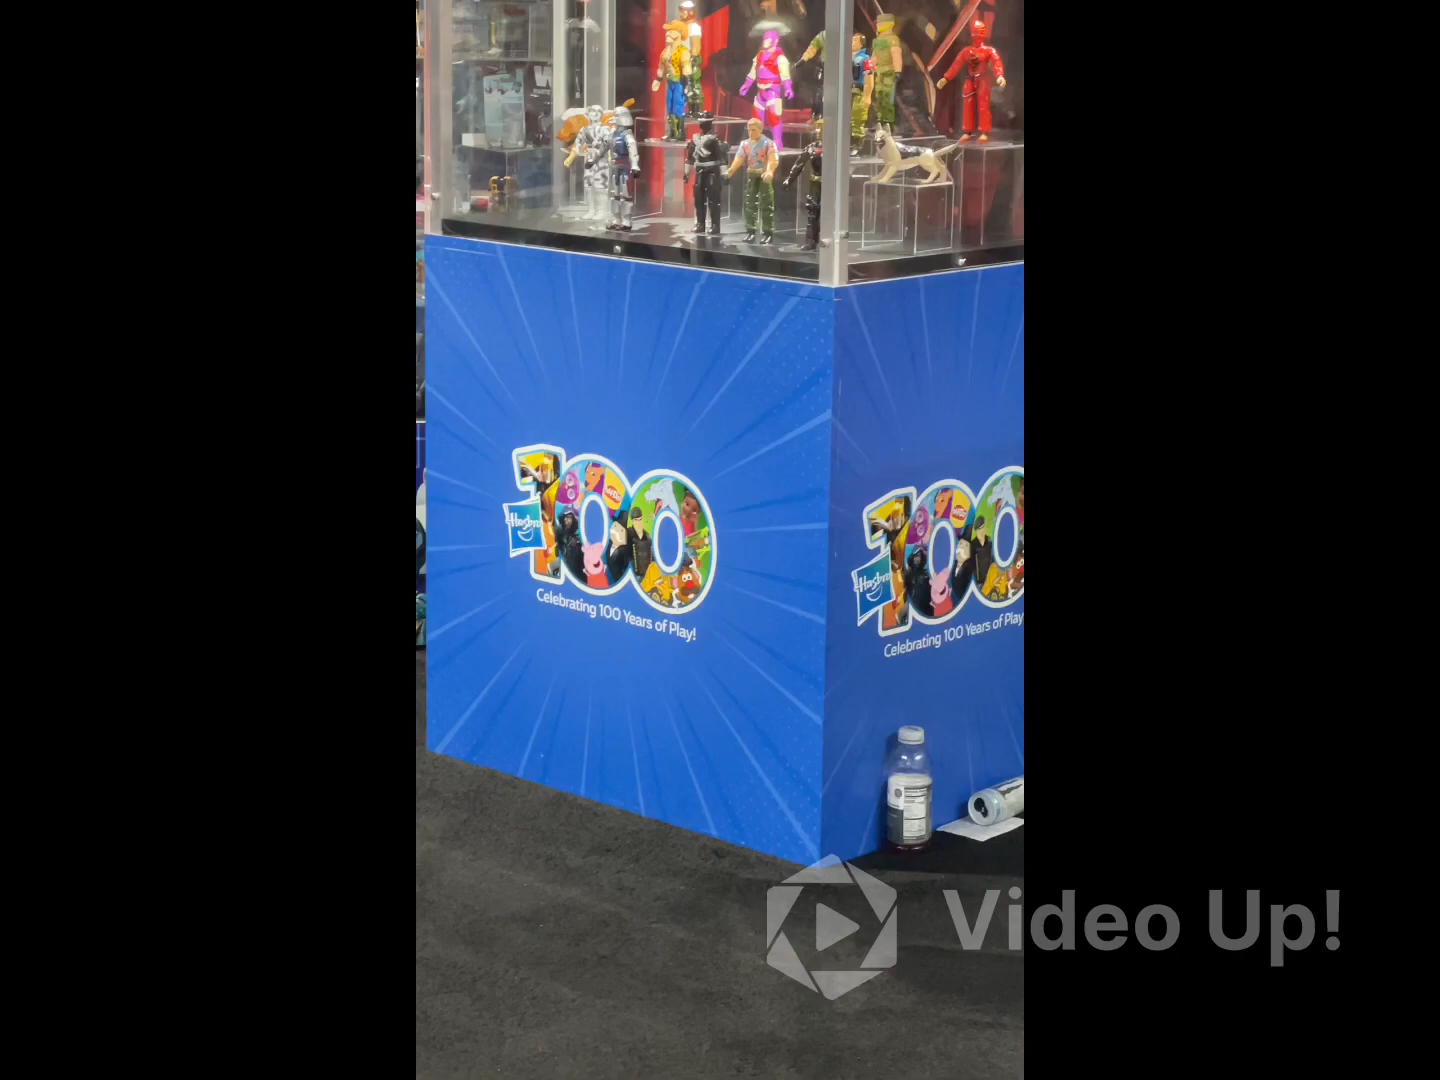 Hasbro
100
Celebrating 100 Years of Play!
Hasbro
100
Celebrating 100 Years of Play
Video Up!